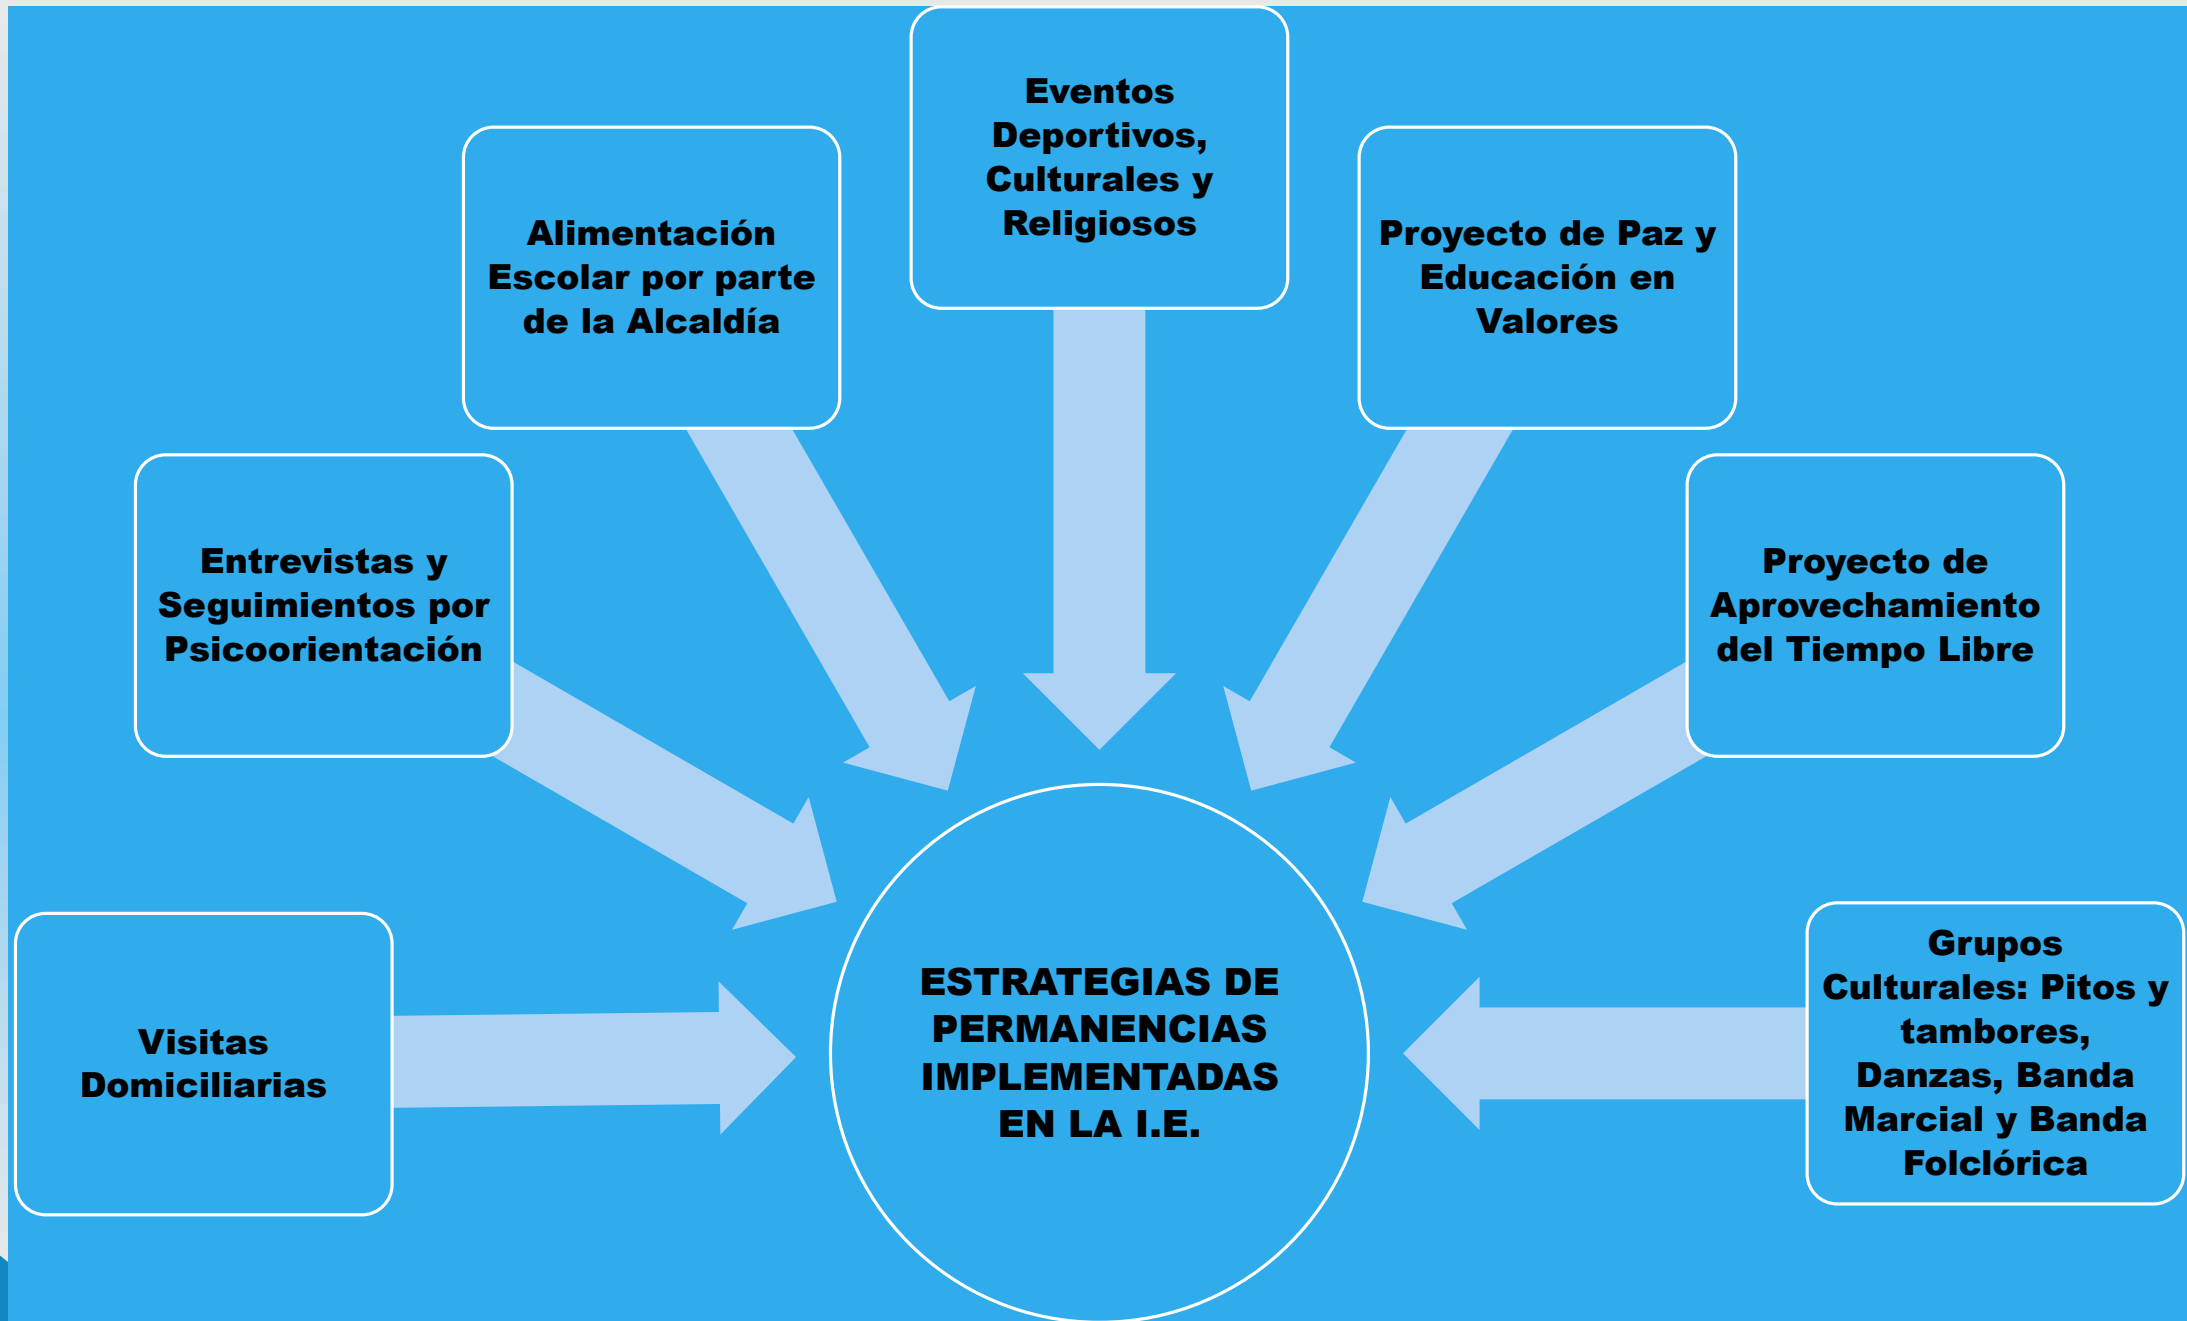 Eventos
Deportivos,
Culturales y
Religiosos
Alimentación
Escolar por parte
de la Alcaldía
Proyecto de Paz y
Educación en
Valores
Entrevistas y
Seguimientos por
Psicoorientación
Proyecto de
Aprovechamiento
del Tiempo Libre
Visitas
Domiciliarias
ESTRATEGIAS DE
PERMANENCIAS
IMPLEMENTADAS
EN LA I.E.
Grupos
Culturales: Pitos y
tambores,
Danzas, Banda
Marcial y Banda
Folclórica